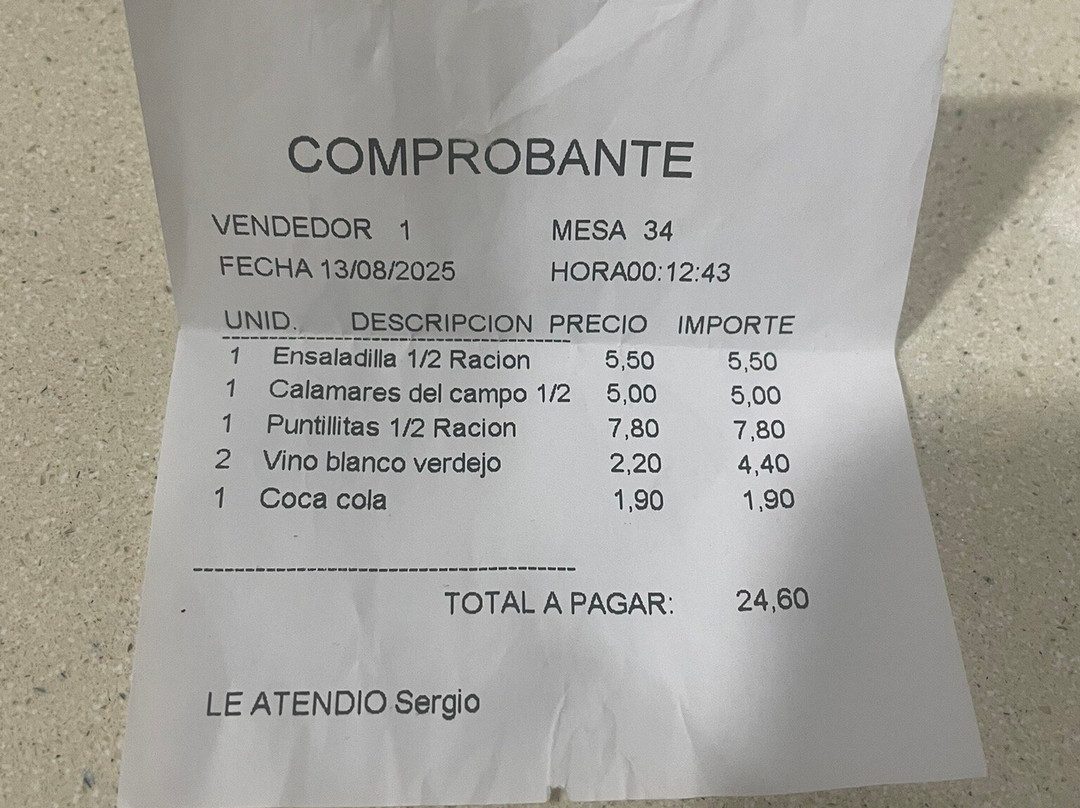 COMPROBANTE
VENDEDOR 1 MESA 34
FECHA 13/08/2025 HORA00:12:43
UNID. DESCRIPCION PRECIO IMPORTE
1 Ensaladilla 1/2 Racion 5,50 5,50
1 Calamares del campo 1/2 5,00 5,00
1 Puntillitas 1/2 Racion 7,80 7,80
2 Vino blanco verdejo 2,20 4,40
1 Coca cola 1,90 1,90
TOTAL A PAGAR: 24,60
LE ATENDIO Sergio